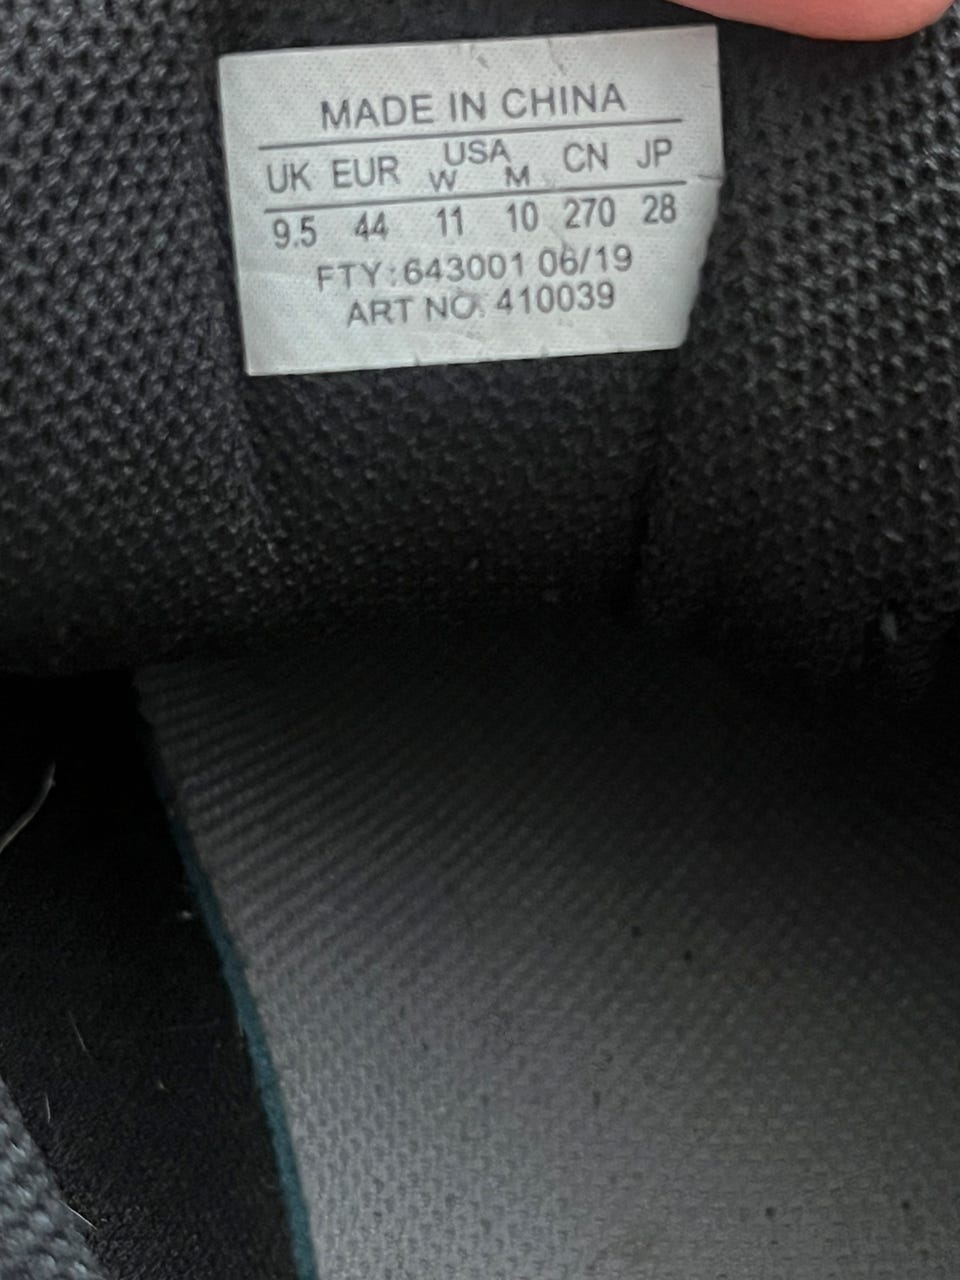 MADE IN CHINA
UK EUR USA CN JP
W M
9.5 44 11 10 270 28
FTY:643001 06/19
ART NO. 410039